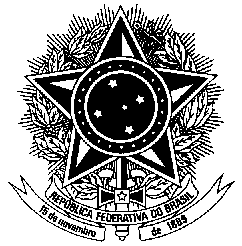 REPÚBLICA FEDERATIVA DO BRASIL
15 de novembro de 1889